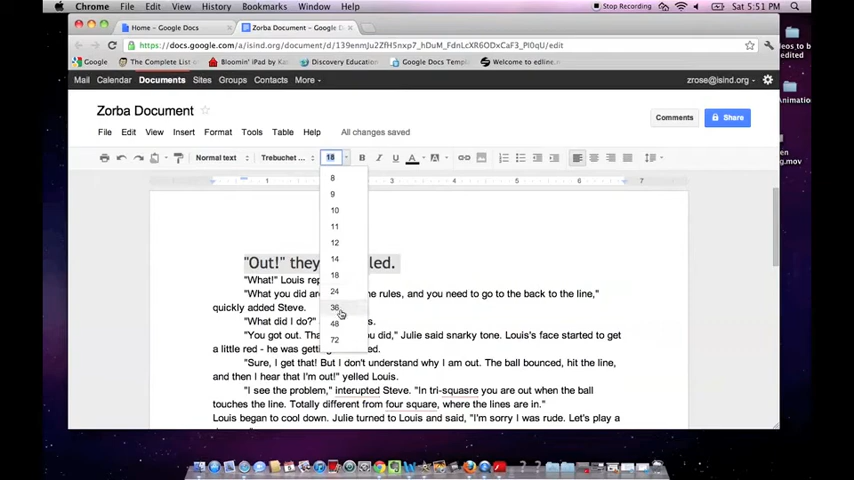 Chrome File Edit View History Bookmarks Window Help Stop Recording Sat 5:51 PM
Home - Google Docs Zorba Document - Google D
https://docs.google.com/a/isind.org/document/d/139enmJu2ZfH5nxp7_hDuM_FdnLcXR6ODxCaF3_PI0qU/edit
Google The Complete List Bloomin' iPad by Ka Discovery Education Google Docs Templ Welcome to edline.
Mail Calendar Documents Sites Groups Contacts More zrose@isind.org
Zorba Document
Comments Share
File Edit View Insert Format Tools Table Help All changes saved
Normal text Trebuchet ... 18 B I U A A
1 3 4 5 6 7
8
9
10
11
12
14
18
24
36
48
72
"Out!" they led.
"What!" Louis rep
"What you did ar e rules, and you need to go to the back to the line,"
quickly added Steve.
"What did I do?" s.
"You got out. Tha you did," Julie said snarky tone. Louis's face started to get
a little red - he was gett ed.
"Sure, I get that! But I don't understand why I am out. The ball bounced, hit the line,
and then I hear that I'm out!" yelled Louis.
"I see the problem," interupted Steve. "In tri-squasre you are out when the ball
touches the line. Totally different from four square, where the lines are in."
Louis began to cool down. Julie turned to Louis and said, "I'm sorry I was rude. Let's play a